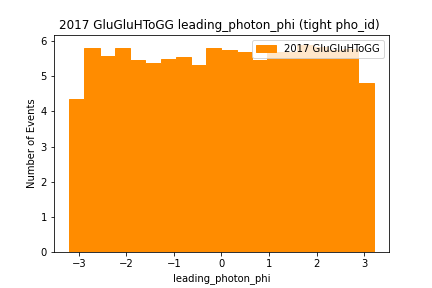 2017 GluGluHToGG leading_photon_phi (tight pho_id)
2017 GluGluHToGG
Number of Events
6
5
4
3
2
1
0
−3 −2 −1 0 1 2 3
leading_photon_phi